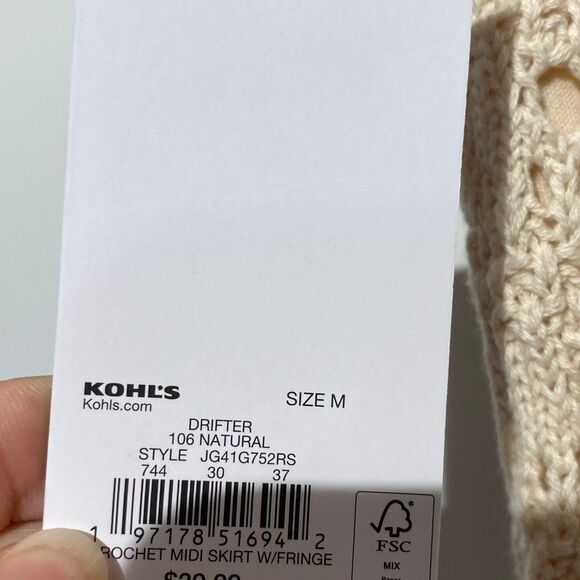 KOHL'S
Kohls.com
SIZE M
DRIFTER
106 NATURAL
STYLE JG41G752RS
744 30 37
1 97178 51694 2
ROCHET MIDI SKIRT W/FRINGE
FSC
MIX